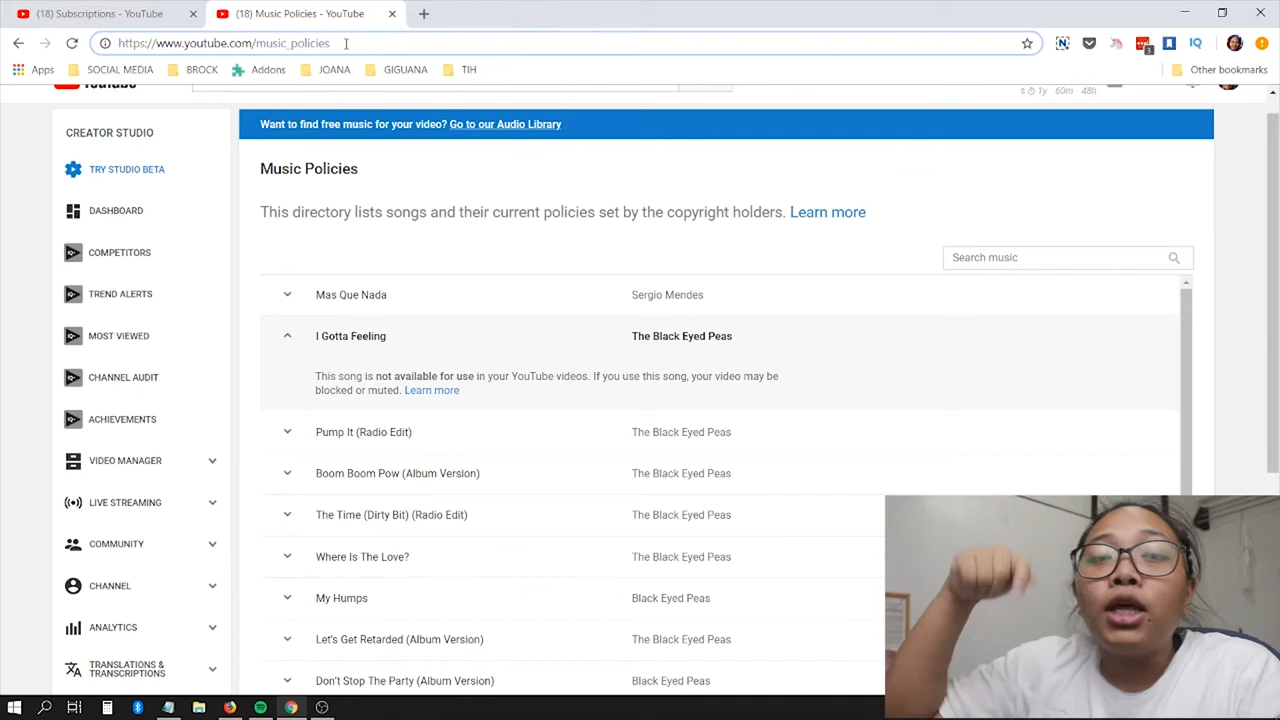 (18) Subscriptions - YouTube
(18) Music Policies - YouTube
https://www.youtube.com/music_policies
Apps
SOCIAL MEDIA
BROCK
Addons
JOANA
GIGUANA
TIH
Other bookmarks
1y 60m 48h
CREATOR STUDIO
Want to find free music for your video? Go to our Audio Library
TRY STUDIO BETA
Music Policies
DASHBOARD
This directory lists songs and their current policies set by the copyright holders. Learn more
COMPETITORS
Search music
TREND ALERTS
Mas Que Nada
Sergio Mendes
MOST VIEWED
I Gotta Feeling
The Black Eyed Peas
CHANNEL AUDIT
This song is not available for use in your YouTube videos. If you use this song, your video may be
blocked or muted. Learn more
ACHIEVEMENTS
Pump It (Radio Edit)
The Black Eyed Peas
VIDEO MANAGER
Boom Boom Pow (Album Version)
The Black Eyed Peas
LIVE STREAMING
The Time (Dirty Bit) (Radio Edit)
The Black Eyed Peas
COMMUNITY
Where Is The Love?
The Black Eyed Peas
CHANNEL
My Humps
Black Eyed Peas
ANALYTICS
Let's Get Retarded (Album Version)
The Black Eyed Peas
TRANSLATIONS &
TRANSCRIPTIONS
Don't Stop The Party (Album Version)
Black Eyed Peas